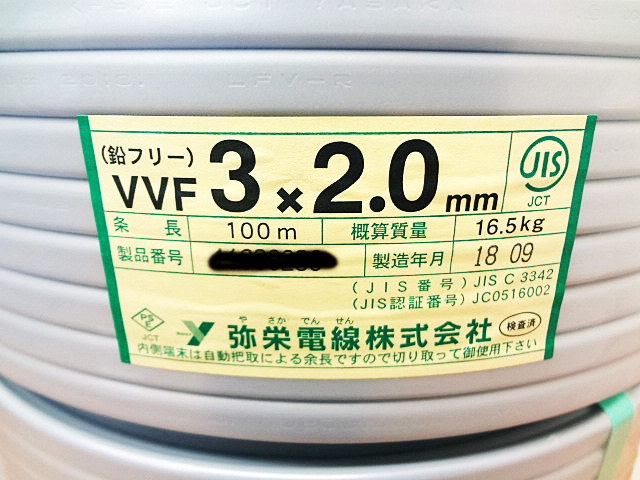 LFV-R
(鉛フリー)
VVF 3×2.0mm
JIS
JCT
条長 100m 概算質量 16.5kg
製品番号 製造年月 18 09
(JIS番号) JIS C 3342
(JIS認証番号) JC0516002
PSE
JCT
やさかでんせん
弥栄電線株式会社 検査済
内側端末は自動把取による余長ですので切り取って御使用下さい